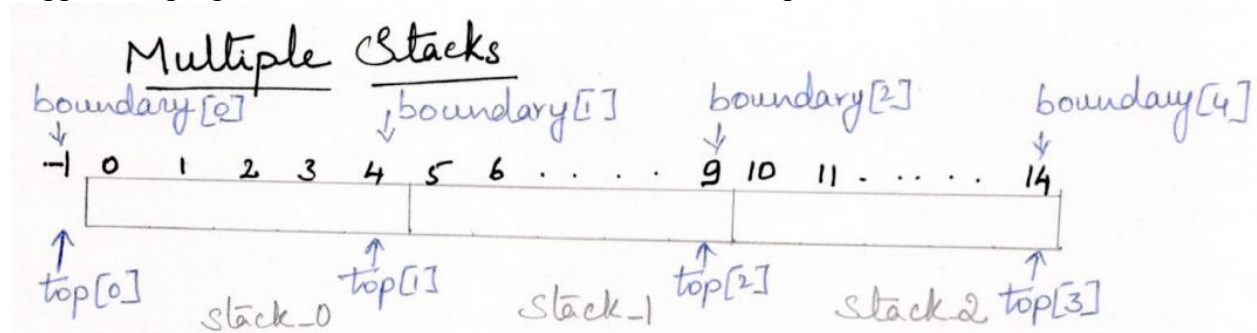 Multiple Stacks
boundary[0] boundary[1] boundary[2] boundary[4]
-1 0 1 2 3 4 5 6 . . . . . 9 10 11 . . . . . 14
top[0] top[1] top[2] top[3]
stack_0 stack_1 stack_2